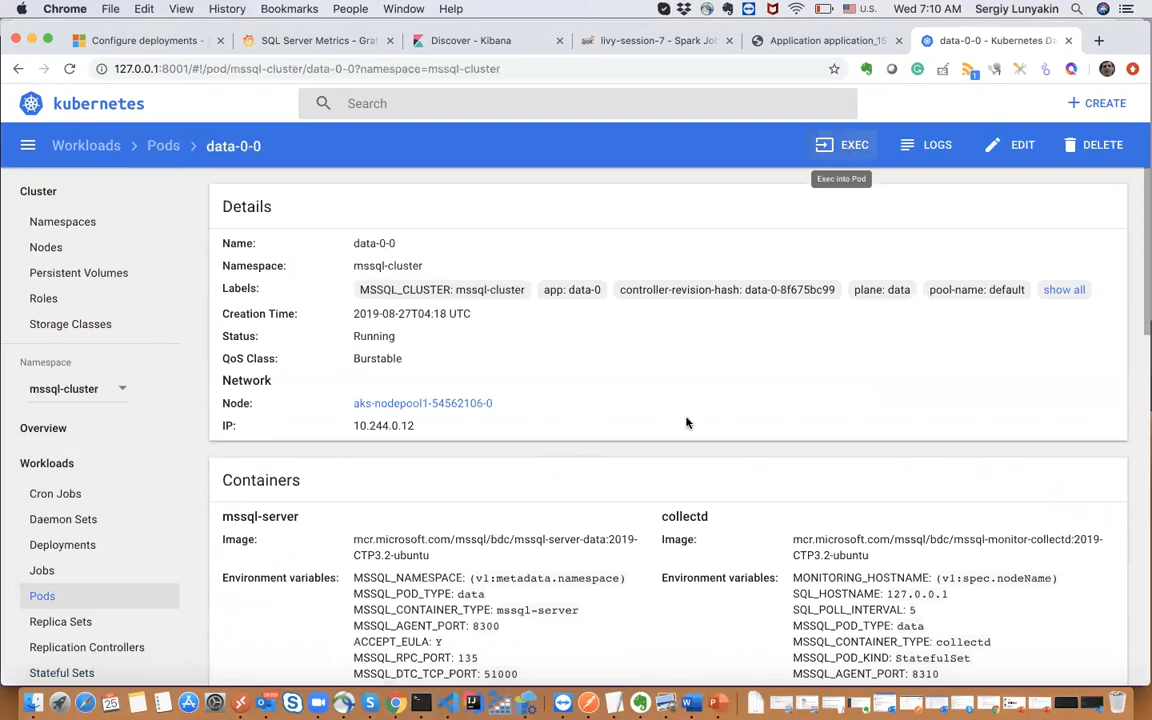 Chrome File Edit View History Bookmarks People Window Help U.S. Wed 7:10 AM Sergiy Lunyakin
Configure deployments - SQL Server Metrics - Gra Discover - Kibana livy-session-7 - Spark Jo Application application_15 data-0-0 - Kubernetes Da
127.0.0.1:8001/#!/pod/mssql-cluster/data-0-0?namespace=mssql-cluster
kubernetes Search CREATE
Workloads Pods data-0-0 EXEC LOGS EDIT DELETE
Exec into Pod
Cluster
Namespaces
Nodes
Persistent Volumes
Roles
Storage Classes
Namespace
mssql-cluster
Overview
Workloads
Cron Jobs
Daemon Sets
Deployments
Jobs
Pods
Replica Sets
Replication Controllers
Stateful Sets
Details
Name: data-0-0
Namespace: mssql-cluster
Labels: MSSQL_CLUSTER: mssql-cluster app: data-0 controller-revision-hash: data-0-8f675bc99 plane: data pool-name: default show all
Creation Time: 2019-08-27T04:18 UTC
Status: Running
QoS Class: Burstable
Network
Node: aks-nodepool1-54562106-0
IP: 10.244.0.12
Containers
mssql-server
Image: mcr.microsoft.com/mssql/bdc/mssql-server-data:2019-
CTP3.2-ubuntu
Environment variables: MSSQL_NAMESPACE: (v1:metadata.namespace)
MSSQL_POD_TYPE: data
MSSQL_CONTAINER_TYPE: mssql-server
MSSQL_AGENT_PORT: 8300
ACCEPT_EULA: Y
MSSQL_RPC_PORT: 135
MSSQL_DTC_TCP_PORT: 51000
collectd
Image: mcr.microsoft.com/mssql/bdc/mssql-monitor-collectd:2019-
CTP3.2-ubuntu
Environment variables: MONITORING_HOSTNAME: (v1:spec.nodeName)
SQL_HOSTNAME: 127.0.0.1
SQL_POLL_INTERVAL: 5
MSSQL_POD_TYPE: data
MSSQL_CONTAINER_TYPE: collectd
MSSQL_POD_KIND: StatefulSet
MSSQL_AGENT_PORT: 8310